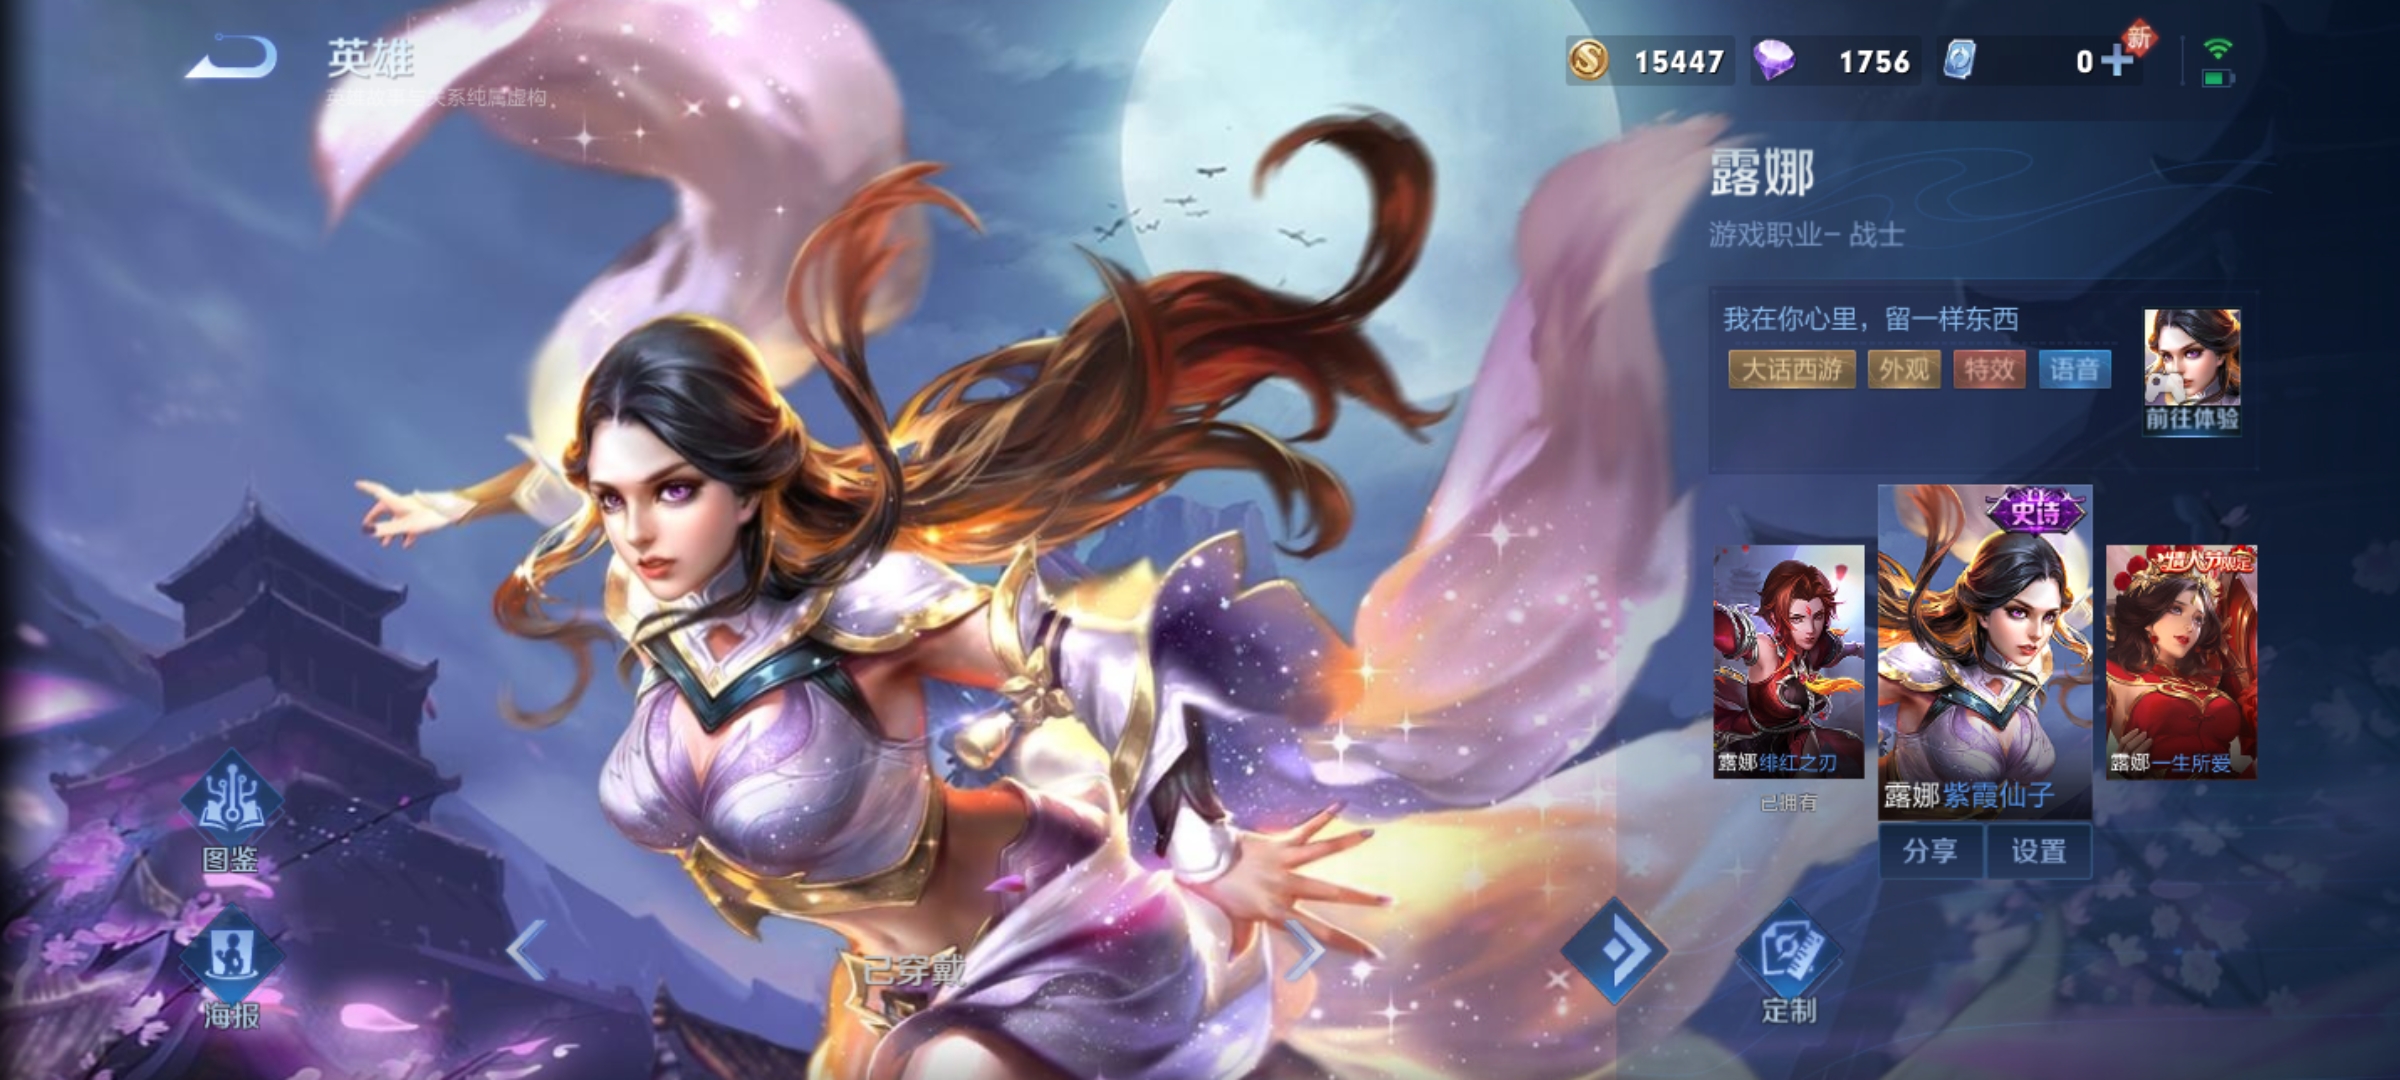 英雄
英雄故事与关系纯属虚构
15447
1756
0
新
露娜
游戏职业- 战士
我在你心里，留一样东西
大话西游 外观 特效 语音
前往体验
史诗
情人节限定
露娜绯红之刃
露娜紫霞仙子
露娜一生所爱
已拥有
分享 设置
图鉴
海报
已穿戴
定制